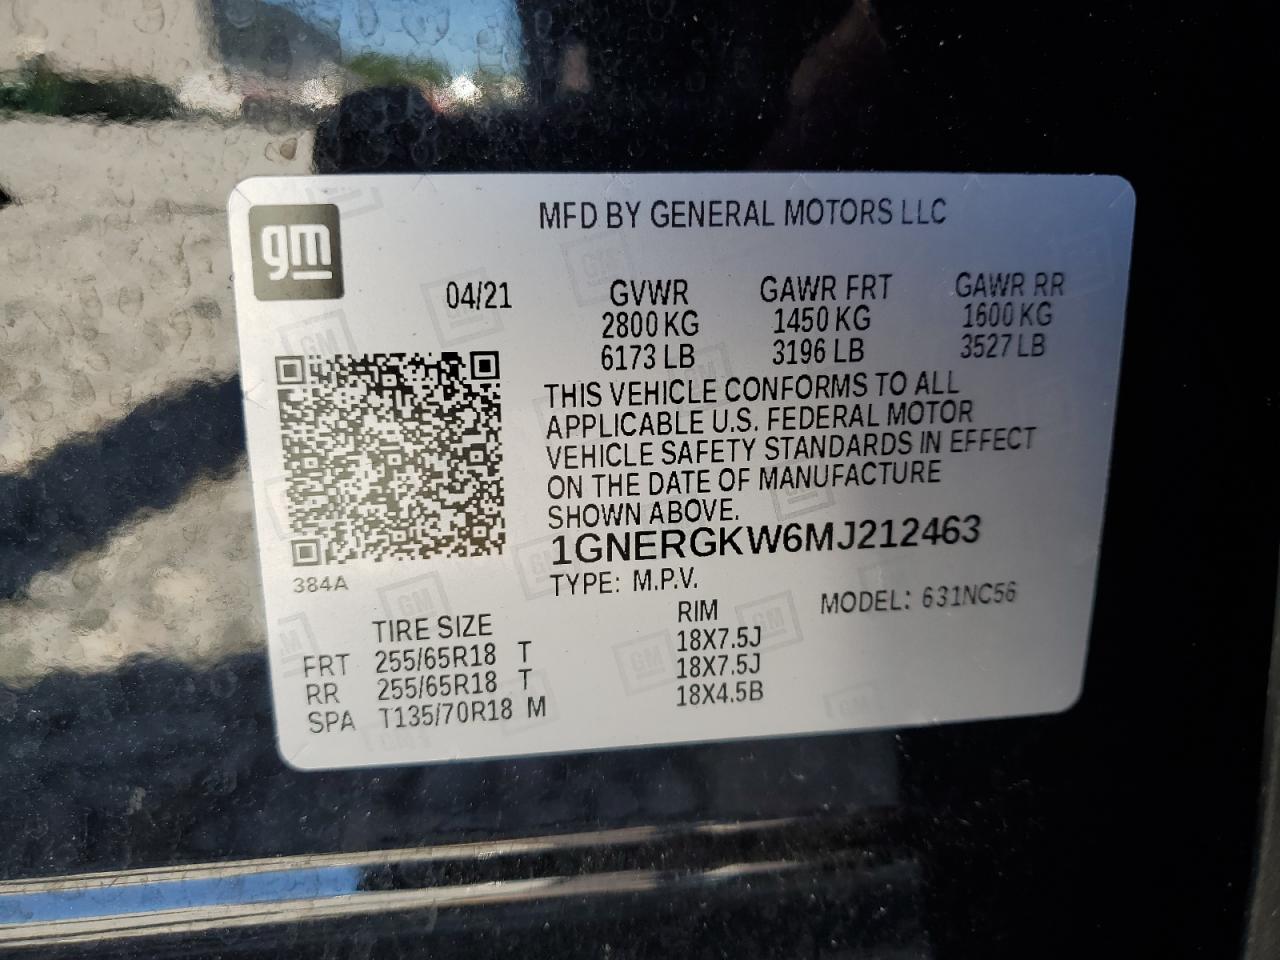 gm
MFD BY GENERAL MOTORS LLC
04/21 GVWR GAWR FRT GAWR RR
2800 KG 1450 KG 1600 KG
6173 LB 3196 LB 3527 LB
THIS VEHICLE CONFORMS TO ALL
APPLICABLE U.S. FEDERAL MOTOR
VEHICLE SAFETY STANDARDS IN EFFECT
ON THE DATE OF MANUFACTURE
SHOWN ABOVE.
1GNERGKW6MJ212463
384A
TYPE: M.P.V. MODEL: 631NC56
TIRE SIZE RIM
FRT 255/65R18 T 18X7.5J
RR 255/65R18 T 18X7.5J
SPA T135/70R18 M 18X4.5B